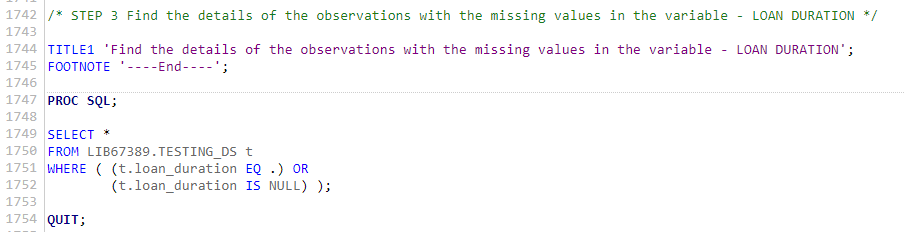 1742 /* STEP 3 Find the details of the observations with the missing values in the variable - LOAN DURATION */
1743
1744 TITLE1 'Find the details of the observations with the missing values in the variable - LOAN DURATION';
1745 FOOTNOTE '----End----';
1746
1747 PROC SQL;
1748
1749 SELECT *
1750 FROM LIB67389.TESTING_DS t
1751 WHERE ( (t.loan_duration EQ .) OR
1752         (t.loan_duration IS NULL) );
1753
1754 QUIT;